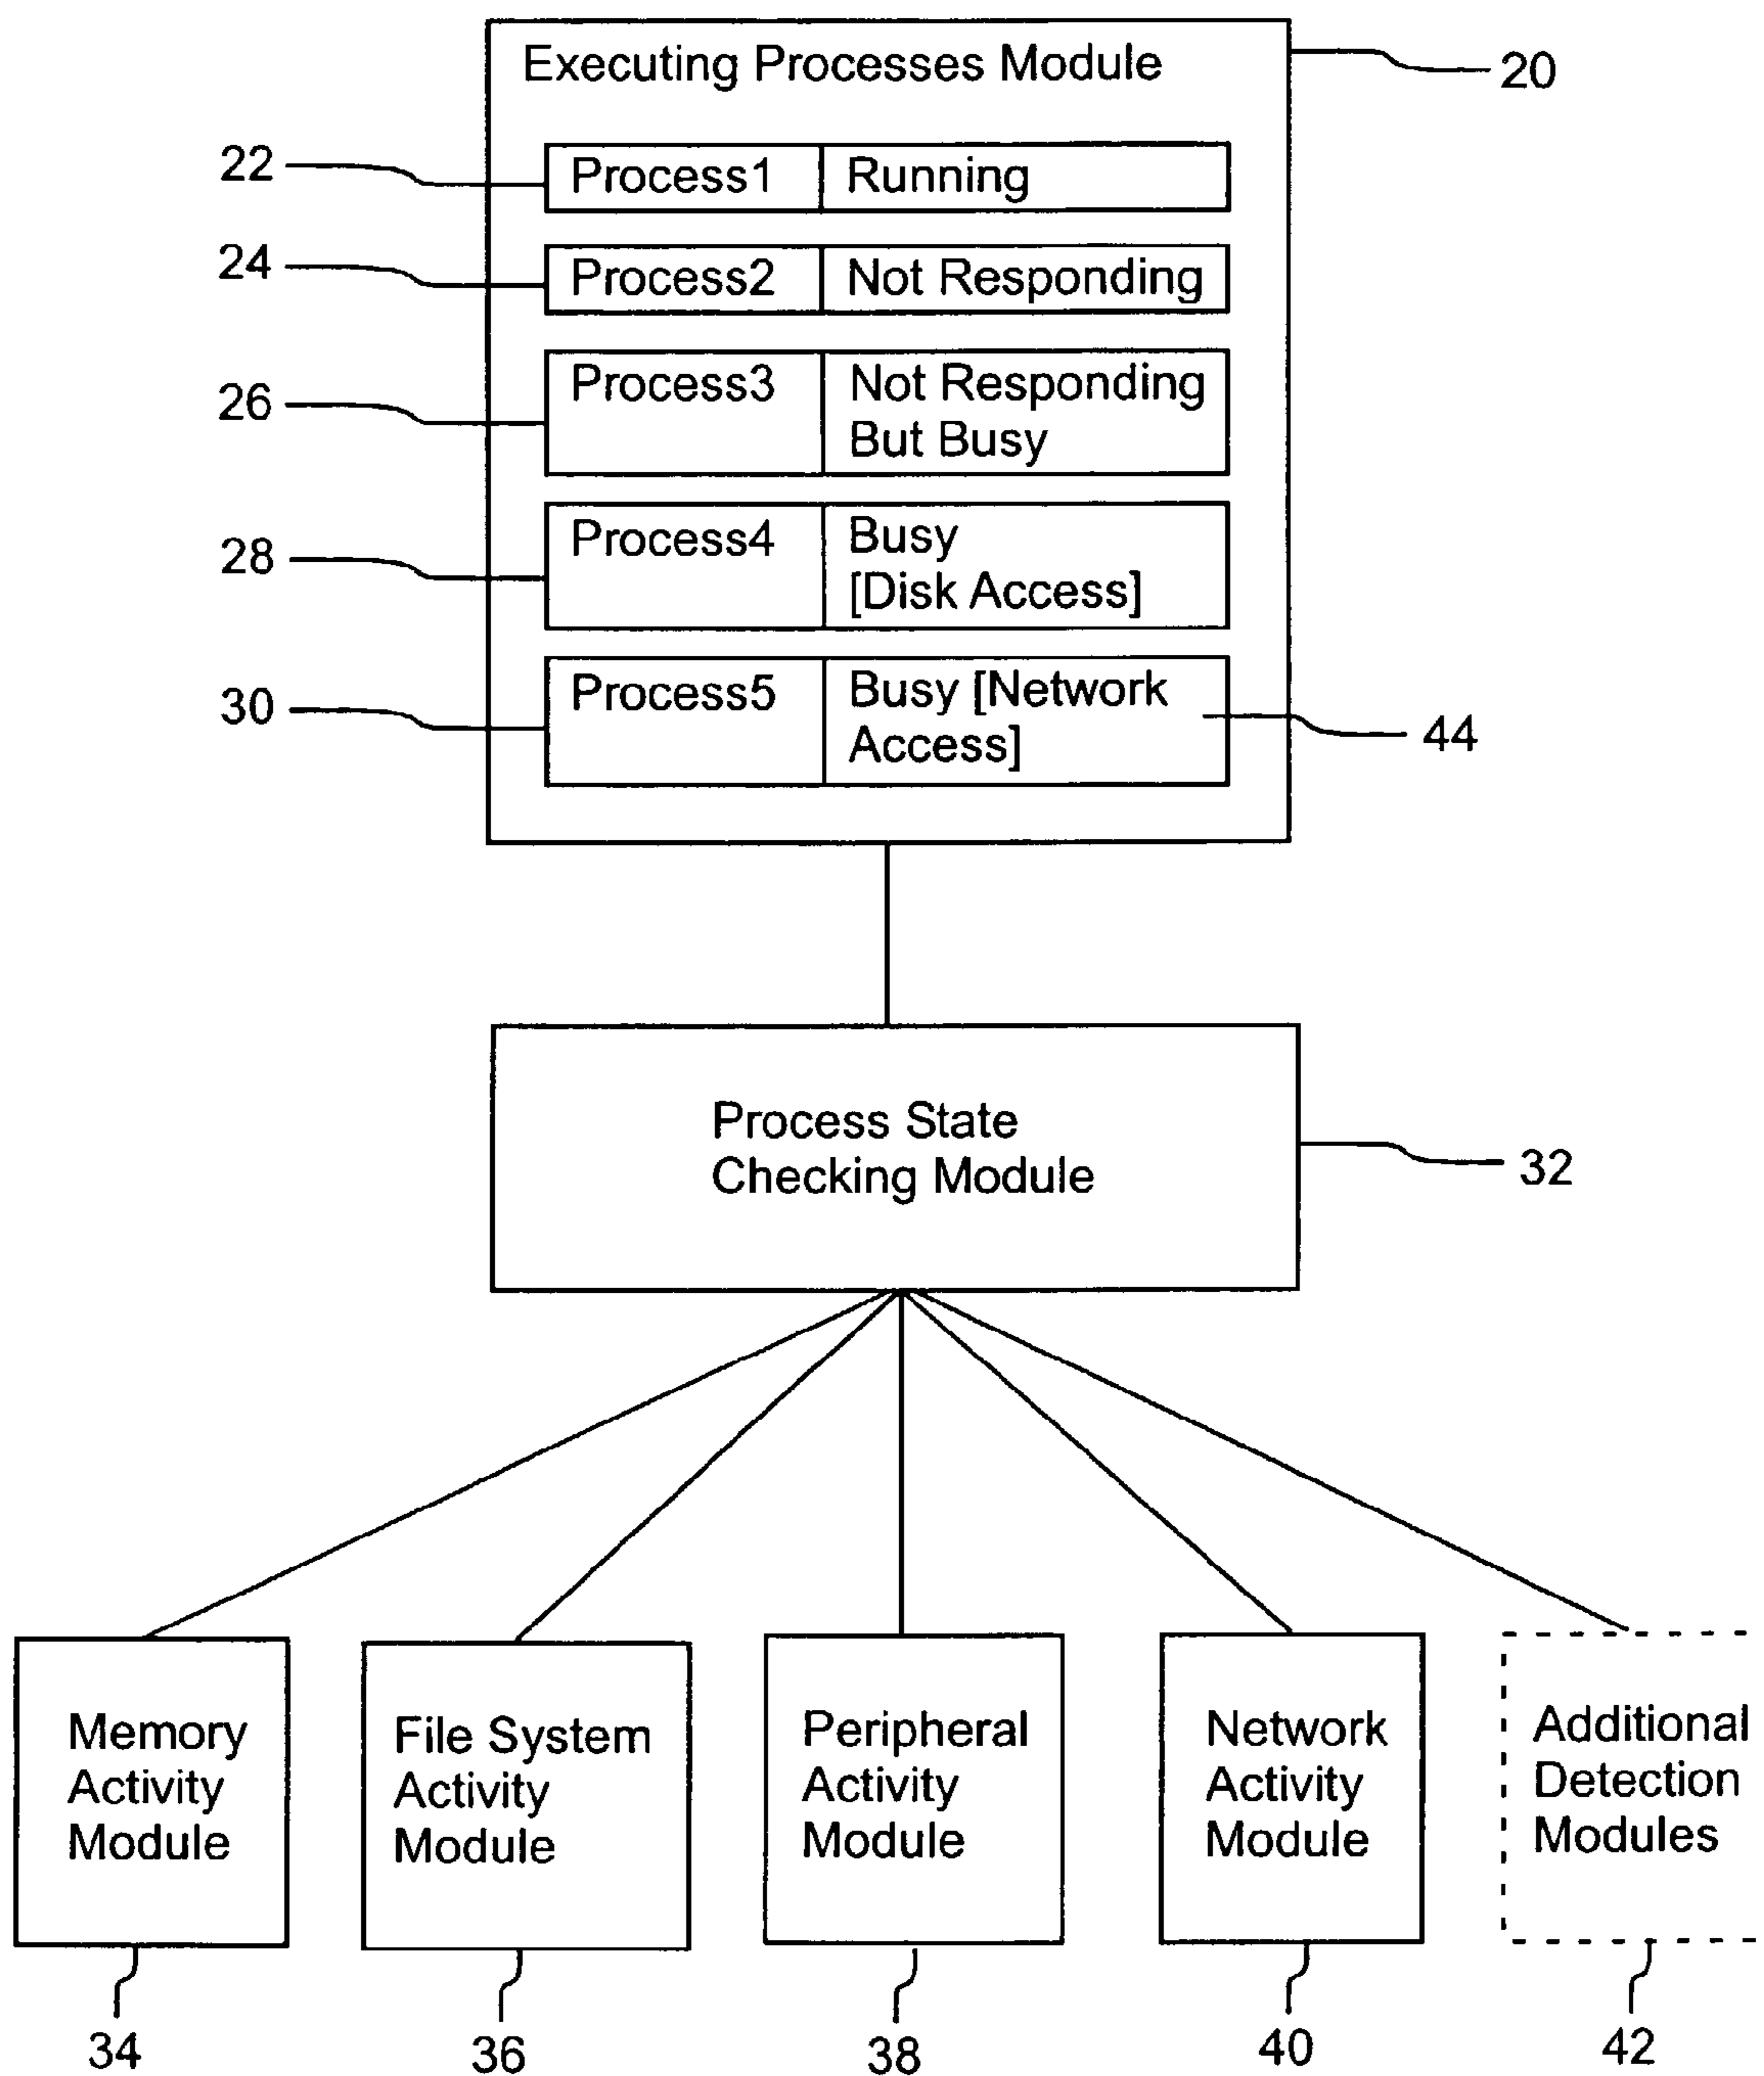 Executing Processes Module
20
22
Process1 Running
24
Process2 Not Responding
26
Process3 Not Responding
But Busy
28
Process4 Busy
[Disk Access]
30
Process5 Busy [Network
Access]
44
Process State
Checking Module
32
Memory
Activity
Module
File System
Activity
Module
Peripheral
Activity
Module
Network
Activity
Module
Additional
Detection
Modules
34
36
38
40
42